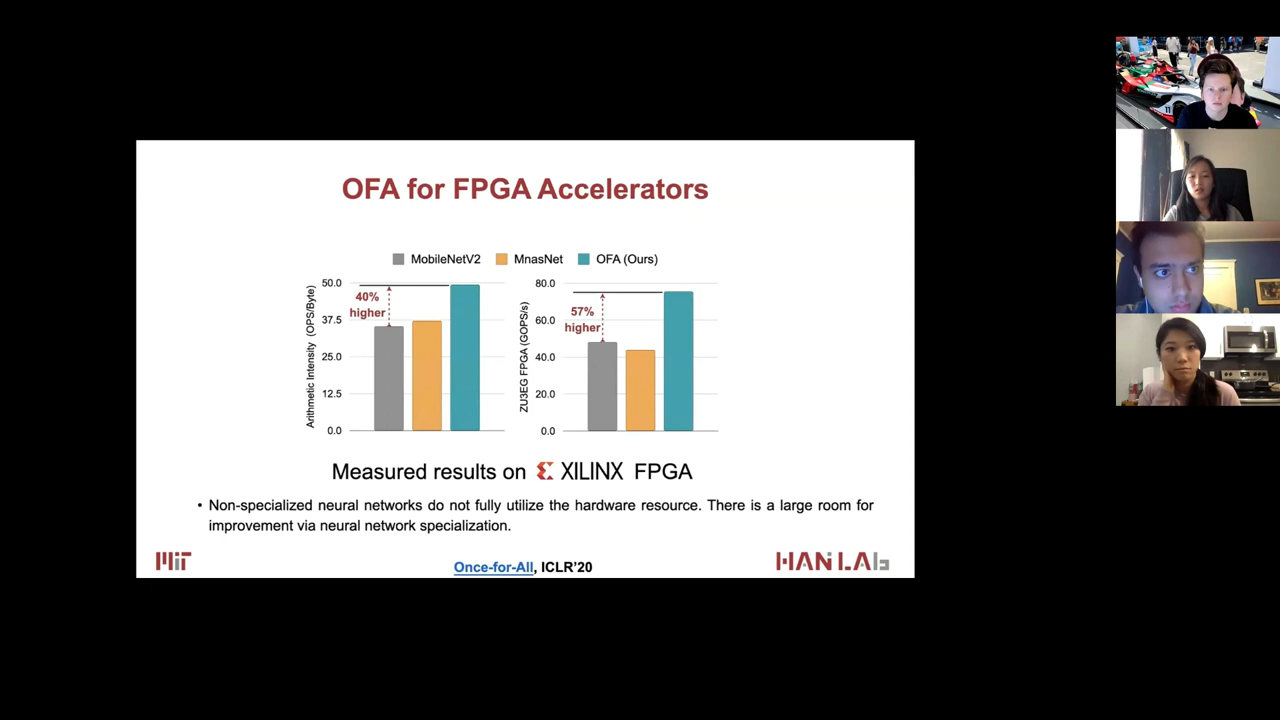 OFA for FPGA Accelerators
MobileNetV2 MnasNet OFA (Ours)
Arithmetic Intensity (OPS/Byte)
50.0
37.5
25.0
12.5
0.0
40%
higher
ZU3EG FPGA (GOPS/s)
80.0
60.0
40.0
20.0
0.0
57%
higher
Measured results on XILINX FPGA
• Non-specialized neural networks do not fully utilize the hardware resource. There is a large room for
improvement via neural network specialization.
MIT
Once-for-All, ICLR'20
HAN LAb